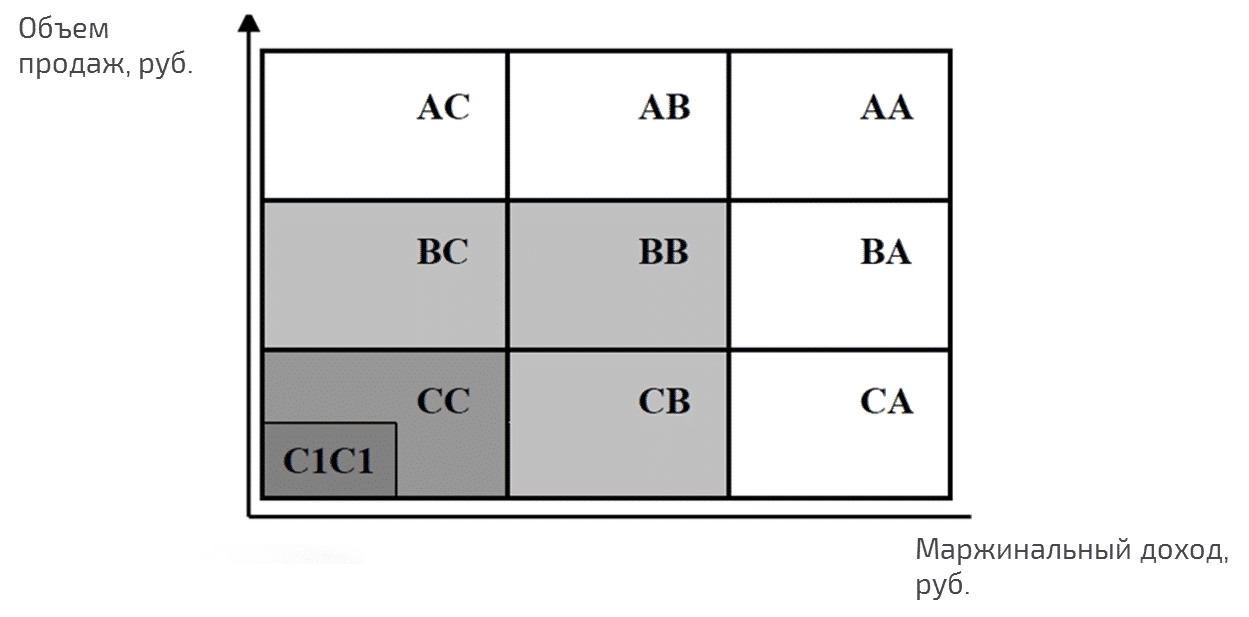 Объем
продаж, руб.
AC AB AA
BC BB BA
CC CB CA
C1C1
Маржинальный доход,
руб.